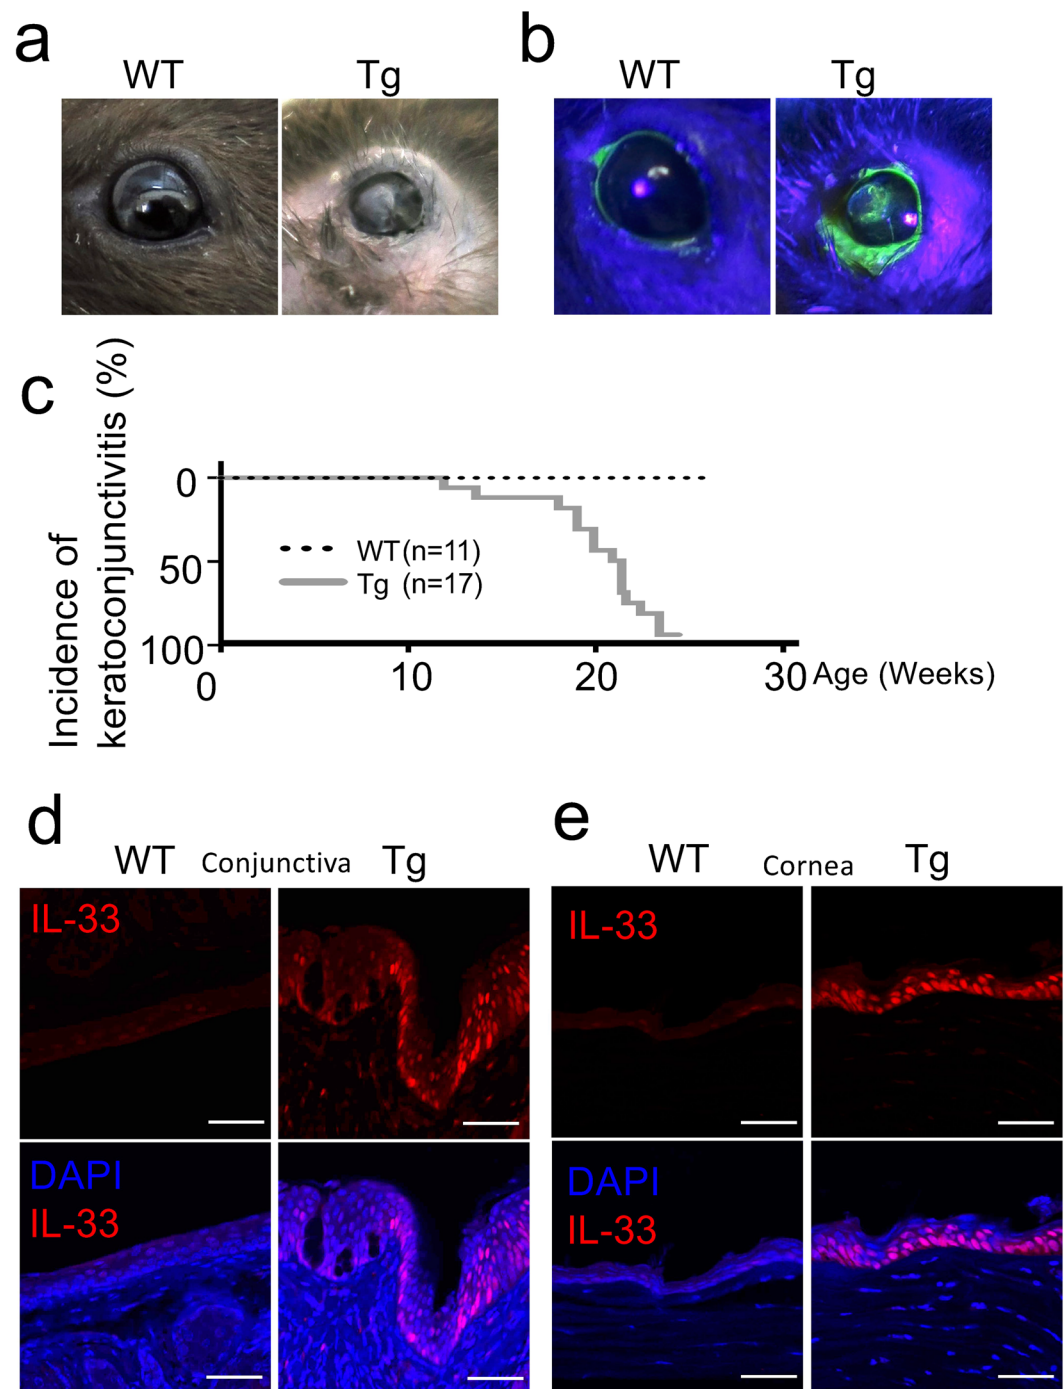 a
b
WT
Tg
WT
Tg
c
Incidence of
keratoconjunctivitis (%)
0
50
100
WT(n=11)
Tg (n=17)
0
10
20
30
Age (Weeks)
d
e
WT
Conjunctiva
Tg
WT
Cornea
Tg
IL-33
IL-33
DAPI
IL-33
DAPI
IL-33